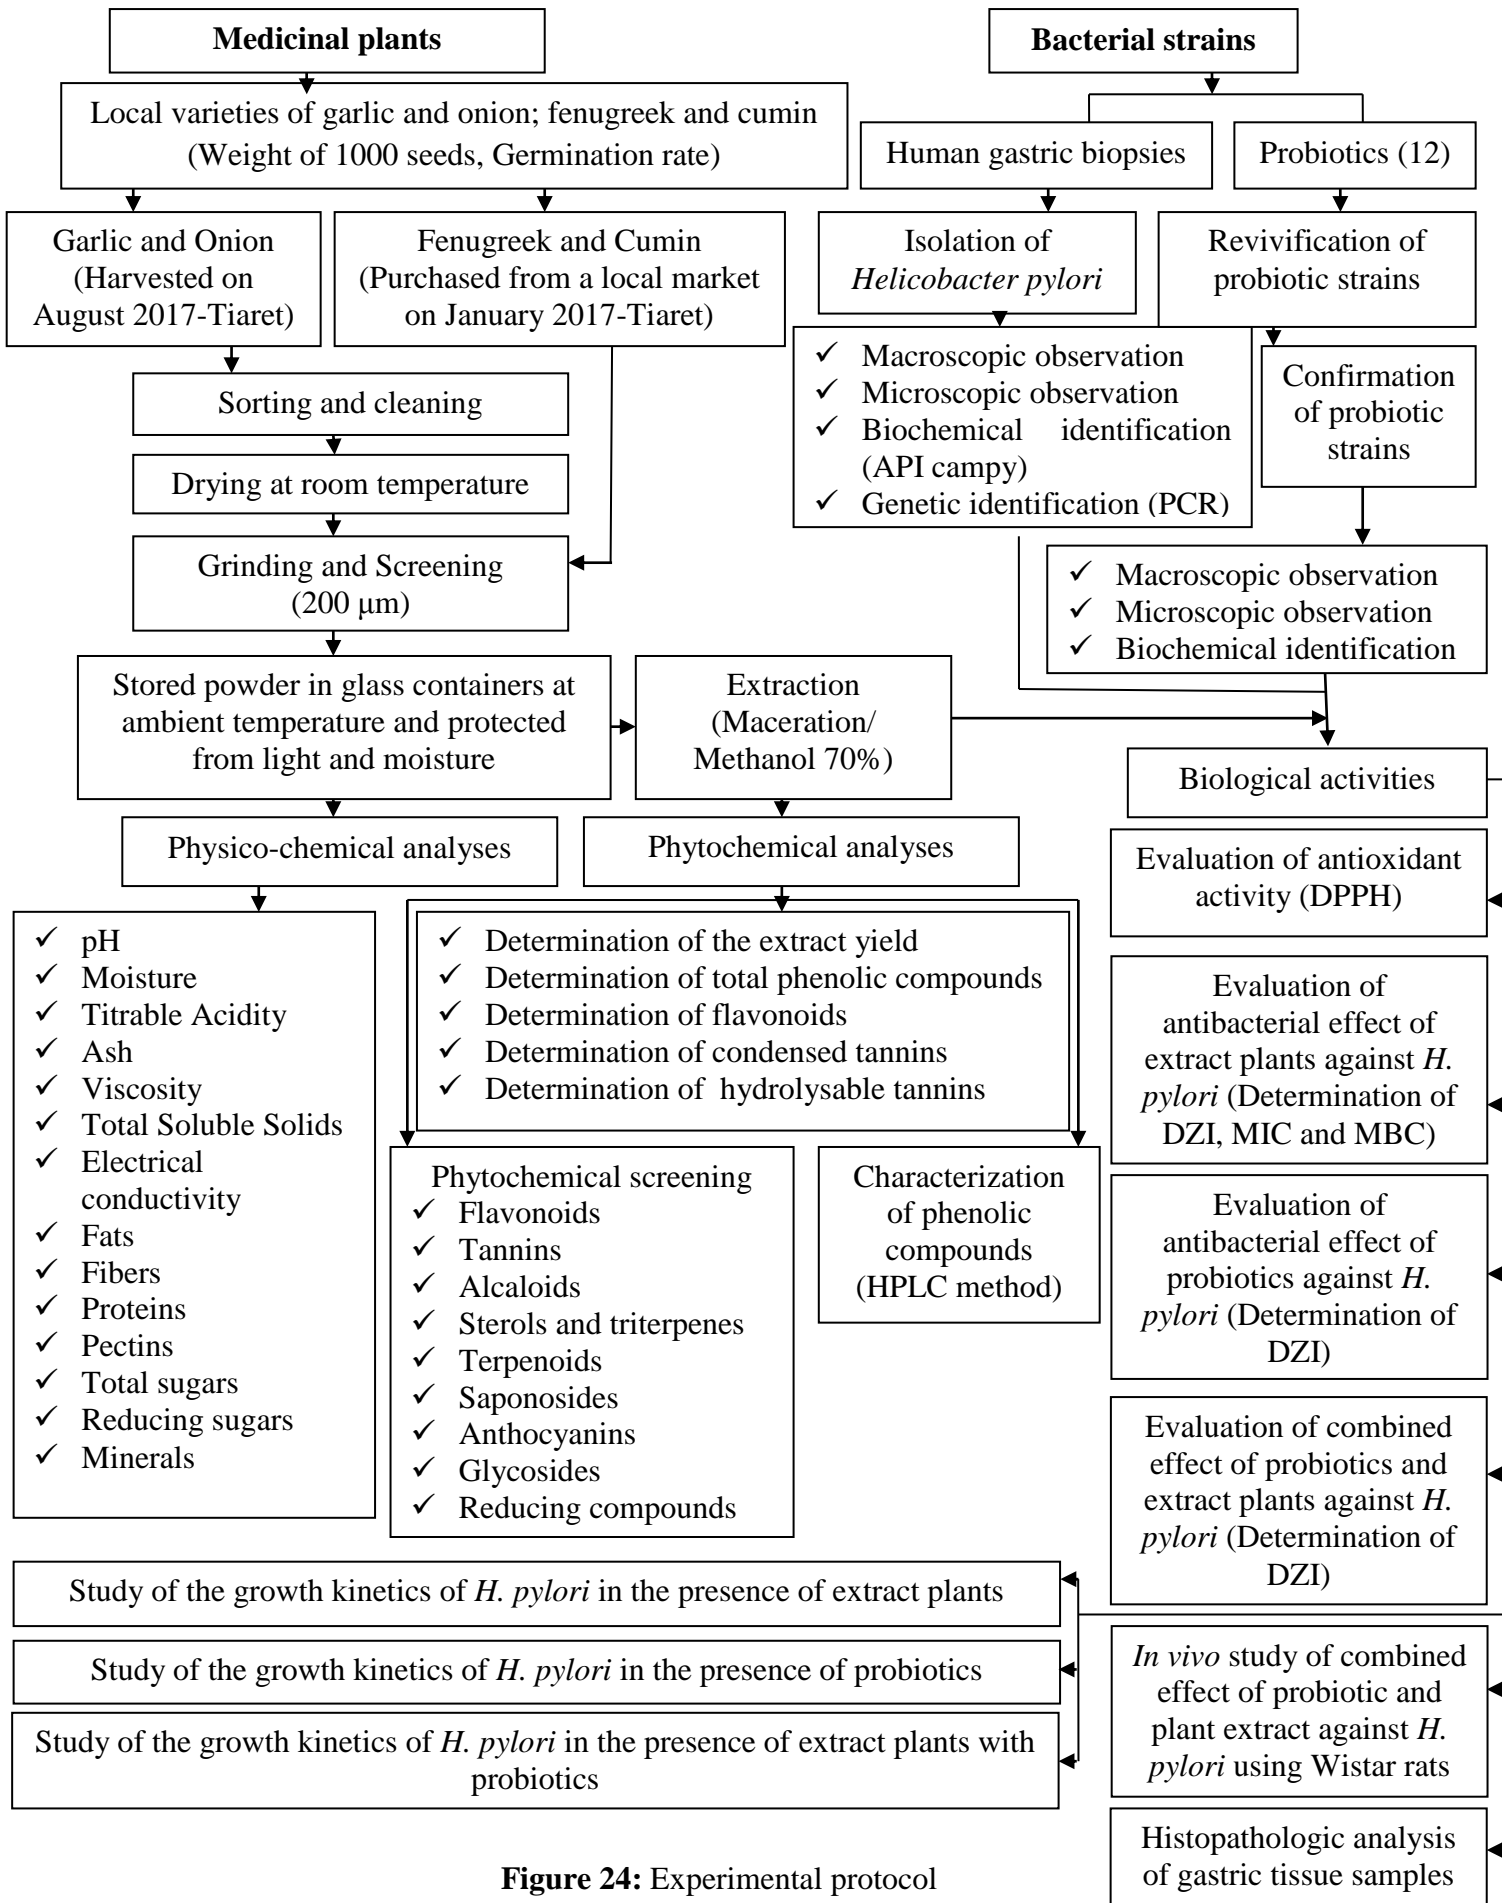 Medicinal plants
Local varieties of garlic and onion; fenugreek and cumin
(Weight of 1000 seeds, Germination rate)
Garlic and Onion
(Harvested on
August 2017-Tiaret)
Fenugreek and Cumin
(Purchased from a local market
on January 2017-Tiaret)
Sorting and cleaning
Drying at room temperature
Grinding and Screening
(200 μm)
Stored powder in glass containers at
ambient temperature and protected
from light and moisture
Extraction
(Maceration/
Methanol 70%)
Bacterial strains
Human gastric biopsies
Probiotics (12)
Isolation of
Helicobacter pylori
Revivification of
probiotic strains
✓ Macroscopic observation
✓ Microscopic observation
✓ Biochemical identification
(API campy)
✓ Genetic identification (PCR)
Confirmation
of probiotic
strains
✓ Macroscopic observation
✓ Microscopic observation
✓ Biochemical identification
Physico-chemical analyses
✓ pH
✓ Moisture
✓ Titrable Acidity
✓ Ash
✓ Viscosity
✓ Total Soluble Solids
✓ Electrical
conductivity
✓ Fats
✓ Fibers
✓ Proteins
✓ Pectins
✓ Total sugars
✓ Reducing sugars
✓ Minerals
Phytochemical analyses
✓ Determination of the extract yield
✓ Determination of total phenolic compounds
✓ Determination of flavonoids
✓ Determination of condensed tannins
✓ Determination of hydrolysable tannins
Phytochemical screening
✓ Flavonoids
✓ Tannins
✓ Alcaloids
✓ Sterols and triterpenes
✓ Terpenoids
✓ Saponosides
✓ Anthocyanins
✓ Glycosides
✓ Reducing compounds
Characterization
of phenolic
compounds
(HPLC method)
Biological activities
Evaluation of antioxidant
activity (DPPH)
Evaluation of
antibacterial effect of
extract plants against H.
pylori (Determination of
DZI, MIC and MBC)
Evaluation of
antibacterial effect of
probiotics against H.
pylori (Determination of
DZI)
Evaluation of combined
effect of probiotics and
extract plants against H.
pylori (Determination of
DZI)
Study of the growth kinetics of H. pylori in the presence of extract plants
Study of the growth kinetics of H. pylori in the presence of probiotics
Study of the growth kinetics of H. pylori in the presence of extract plants with
probiotics
In vivo study of combined
effect of probiotic and
plant extract against H.
pylori using Wistar rats
Histopathologic analysis
of gastric tissue samples
Figure 24: Experimental protocol